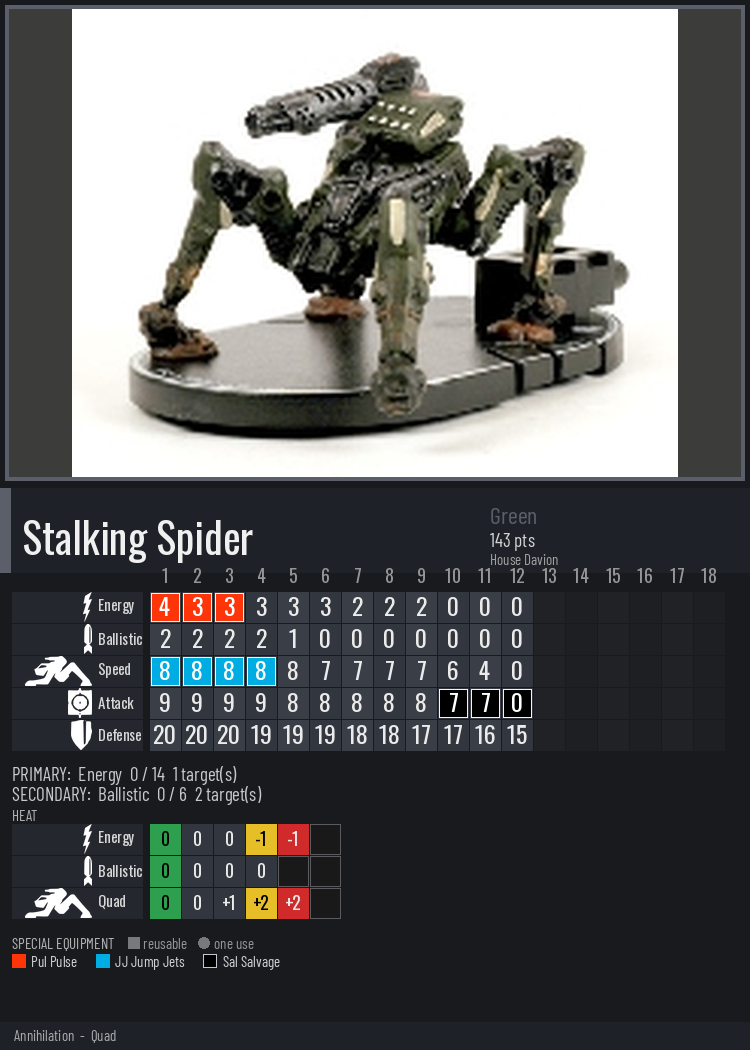 Stalking Spider
Green
143 pts
House Davion
1 2 3 4 5 6 7 8 9 10 11 12 13 14 15 16 17 18
Energy 4 3 3 3 3 3 2 2 2 0 0 0
Ballistic 2 2 2 2 1 0 0 0 0 0 0 0
Speed 8 8 8 8 8 7 7 7 7 6 4 0
Attack 9 9 9 9 8 8 8 8 8 7 7 0
Defense 20 20 20 19 19 19 18 18 17 17 16 15
PRIMARY: Energy 0 / 14 1 target(s)
SECONDARY: Ballistic 0 / 6 2 target(s)
HEAT
Energy 0 0 0 -1 -1
Ballistic 0 0 0 0
Quad 0 0 +1 +2 +2
SPECIAL EQUIPMENT reusable one use
Pul Pulse JJ Jump Jets Sal Salvage
Annihilation - Quad